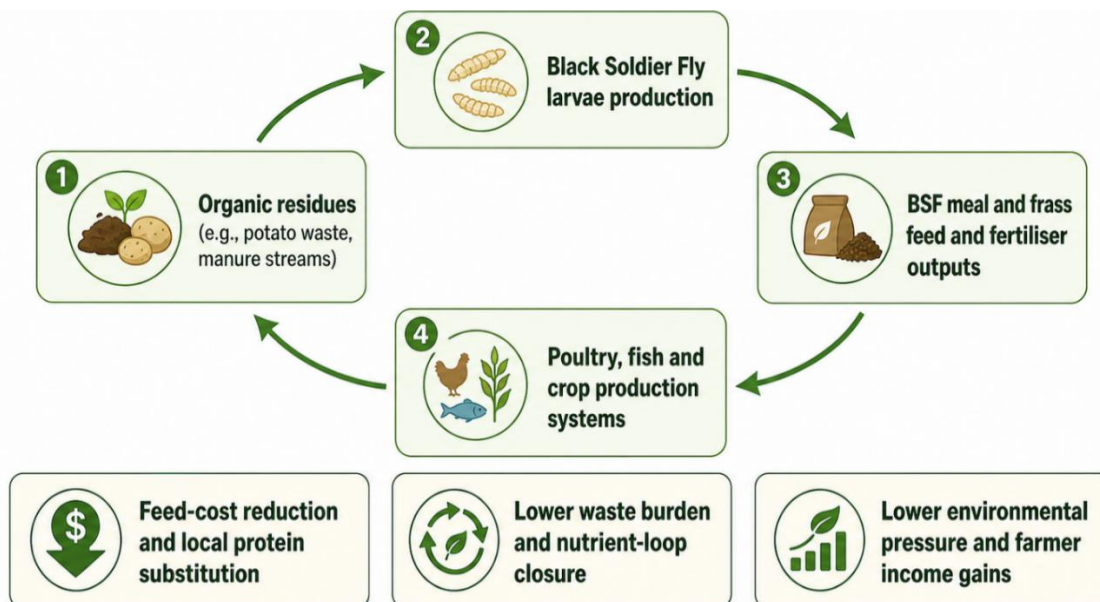 1
Organic residues
(e.g., potato waste,
manure streams)
2
Black Soldier Fly
larvae production
3
BSF meal and frass
feed and fertiliser
outputs
4
Poultry, fish and
crop production
systems
$
Feed-cost reduction
and local protein
substitution
Lower waste burden
and nutrient-loop
closure
Lower environmental
pressure and farmer
income gains